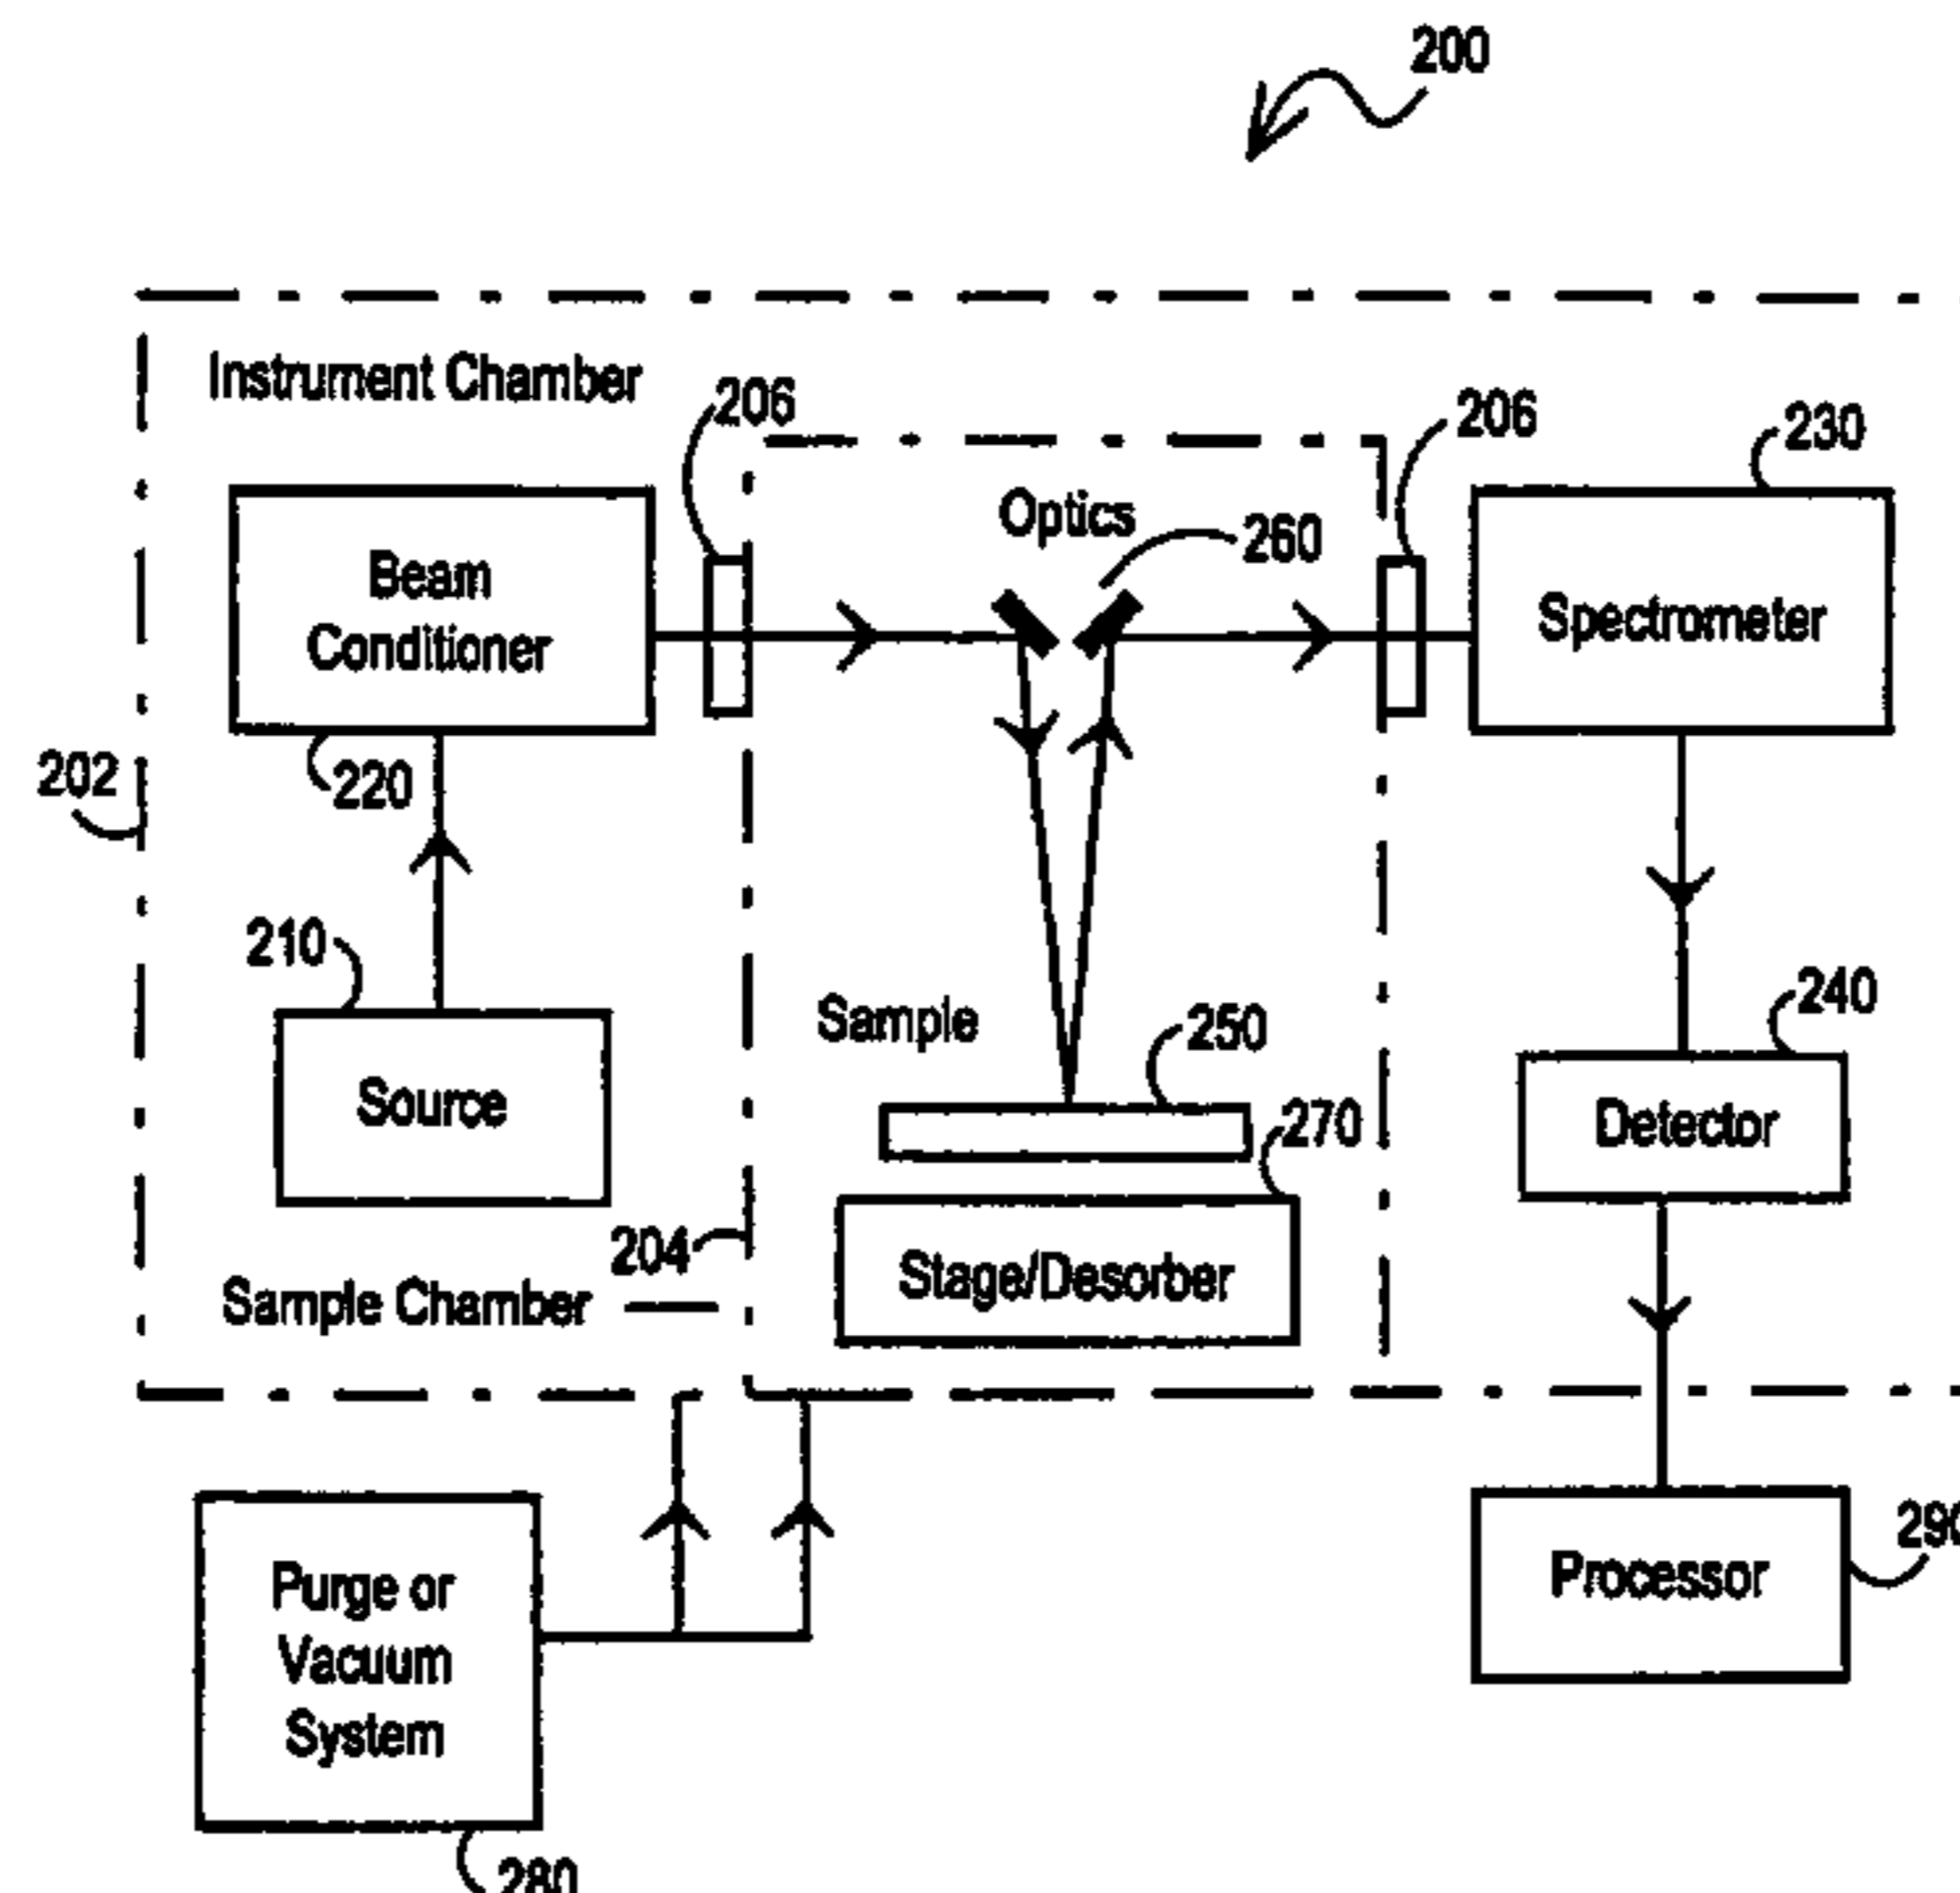 200
Instrument Chamber
206
206
230
Optics
260
Beam
Conditioner
Spectrometer
202
220
210
240
Sample
250
Source
270
Detector
204
Stage/Desorber
Sample Chamber
290
Purge or
Vacuum
System
Processor
280